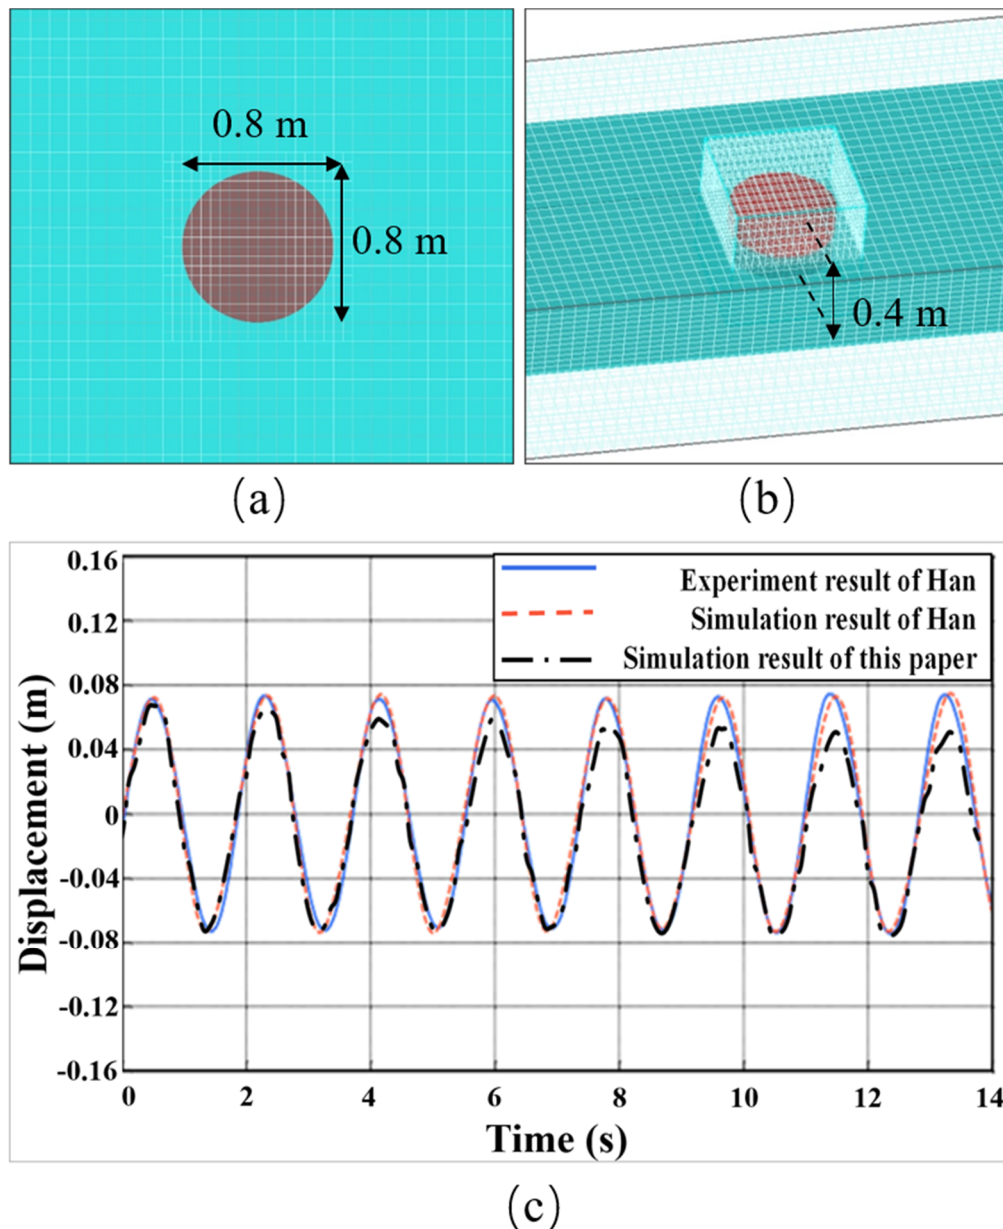 0.8 m
0.8 m
0.4 m
(a)
(b)
0.16
0.12
0.08
0.04
0
-0.04
-0.08
-0.12
-0.16
Displacement (m)
Experiment result of Han
Simulation result of Han
Simulation result of this paper
0 2 4 6 8 10 12 14
Time (s)
(c)